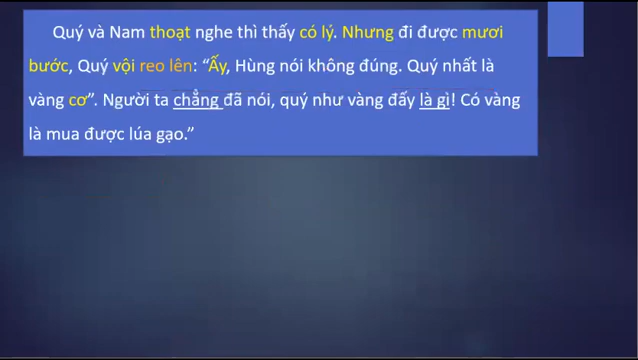 Quý và Nam thoạt nghe thì thấy có lý. Nhưng đi được mươi
bước, Quý vội reo lên: “Ấy, Hùng nói không đúng. Quý nhất là
vàng cơ”. Người ta chẳng đã nói, quý như vàng đấy là gì! Có vàng
là mua được lúa gạo.”